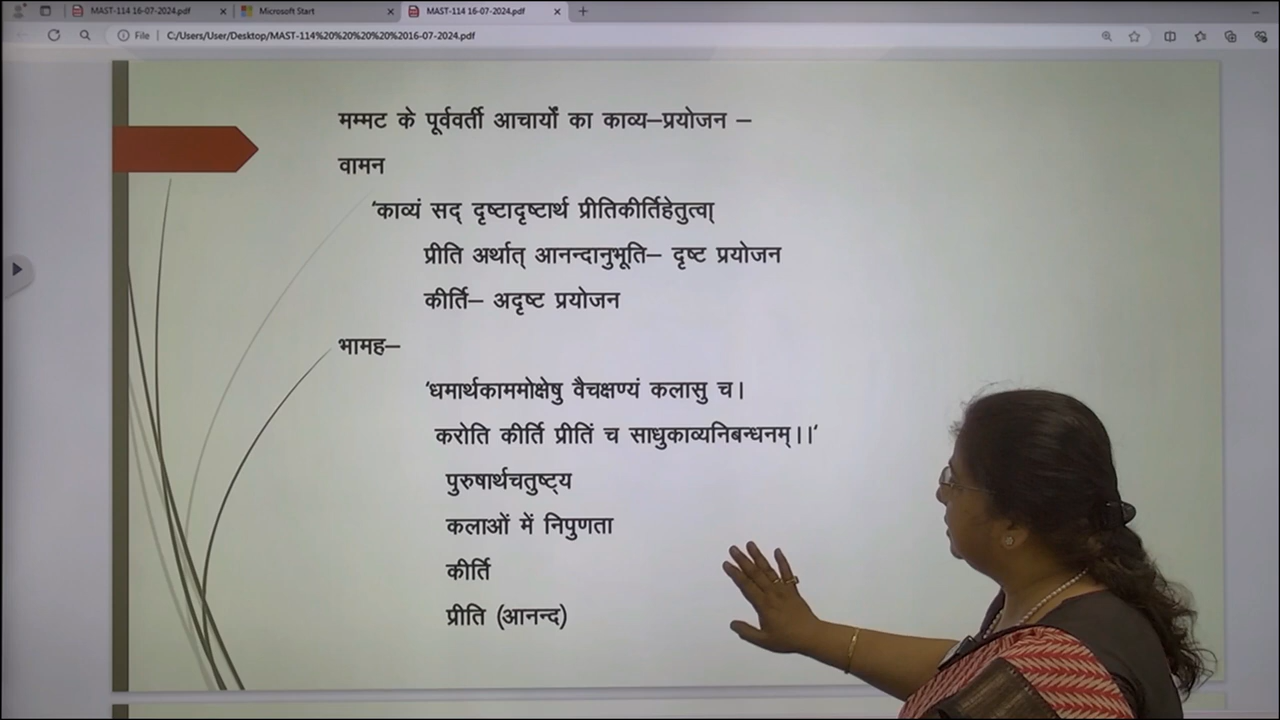 MAST-114 16-07-2024.pdf
Microsoft Start
MAST-114 16-07-2024.pdf
File
C:/Users/User/Desktop/MAST-114%20%20%20%20%2016-07-2024.pdf
मम्मट के पूर्ववर्ती आचार्यों का काव्य–प्रयोजन –
वामन
‘काव्यं सद् दृष्टादृष्टार्थ प्रीतिकीर्तिहेतुत्वा्
प्रीति अर्थात् आनन्दानुभूति– दृष्ट प्रयोजन
कीर्ति– अदृष्ट प्रयोजन
भामह–
‘धमार्थकाममोक्षेषु वैचक्षण्यं कलासु च।
करोति कीर्ति प्रीतिं च साधुकाव्यनिबन्धनम्।।’
पुरुषार्थचतुष्ट्य
कलाओं में निपुणता
कीर्ति
प्रीति (आनन्द)